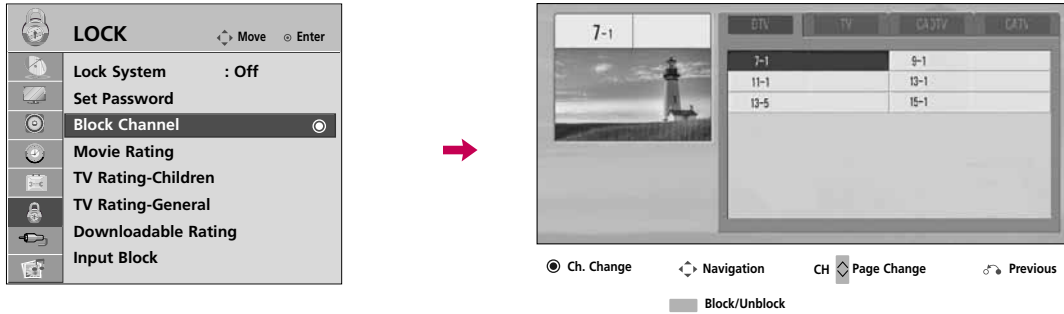 LOCK Move Enter
Lock System : Off
Set Password
Block Channel
Movie Rating
TV Rating-Children
TV Rating-General
Downloadable Rating
Input Block
7-1
DTV TV CADTV CATV
7-1 9-1
11-1 13-1
13-5 15-1
Ch. Change Navigation CH Page Change Previous
Block/Unblock